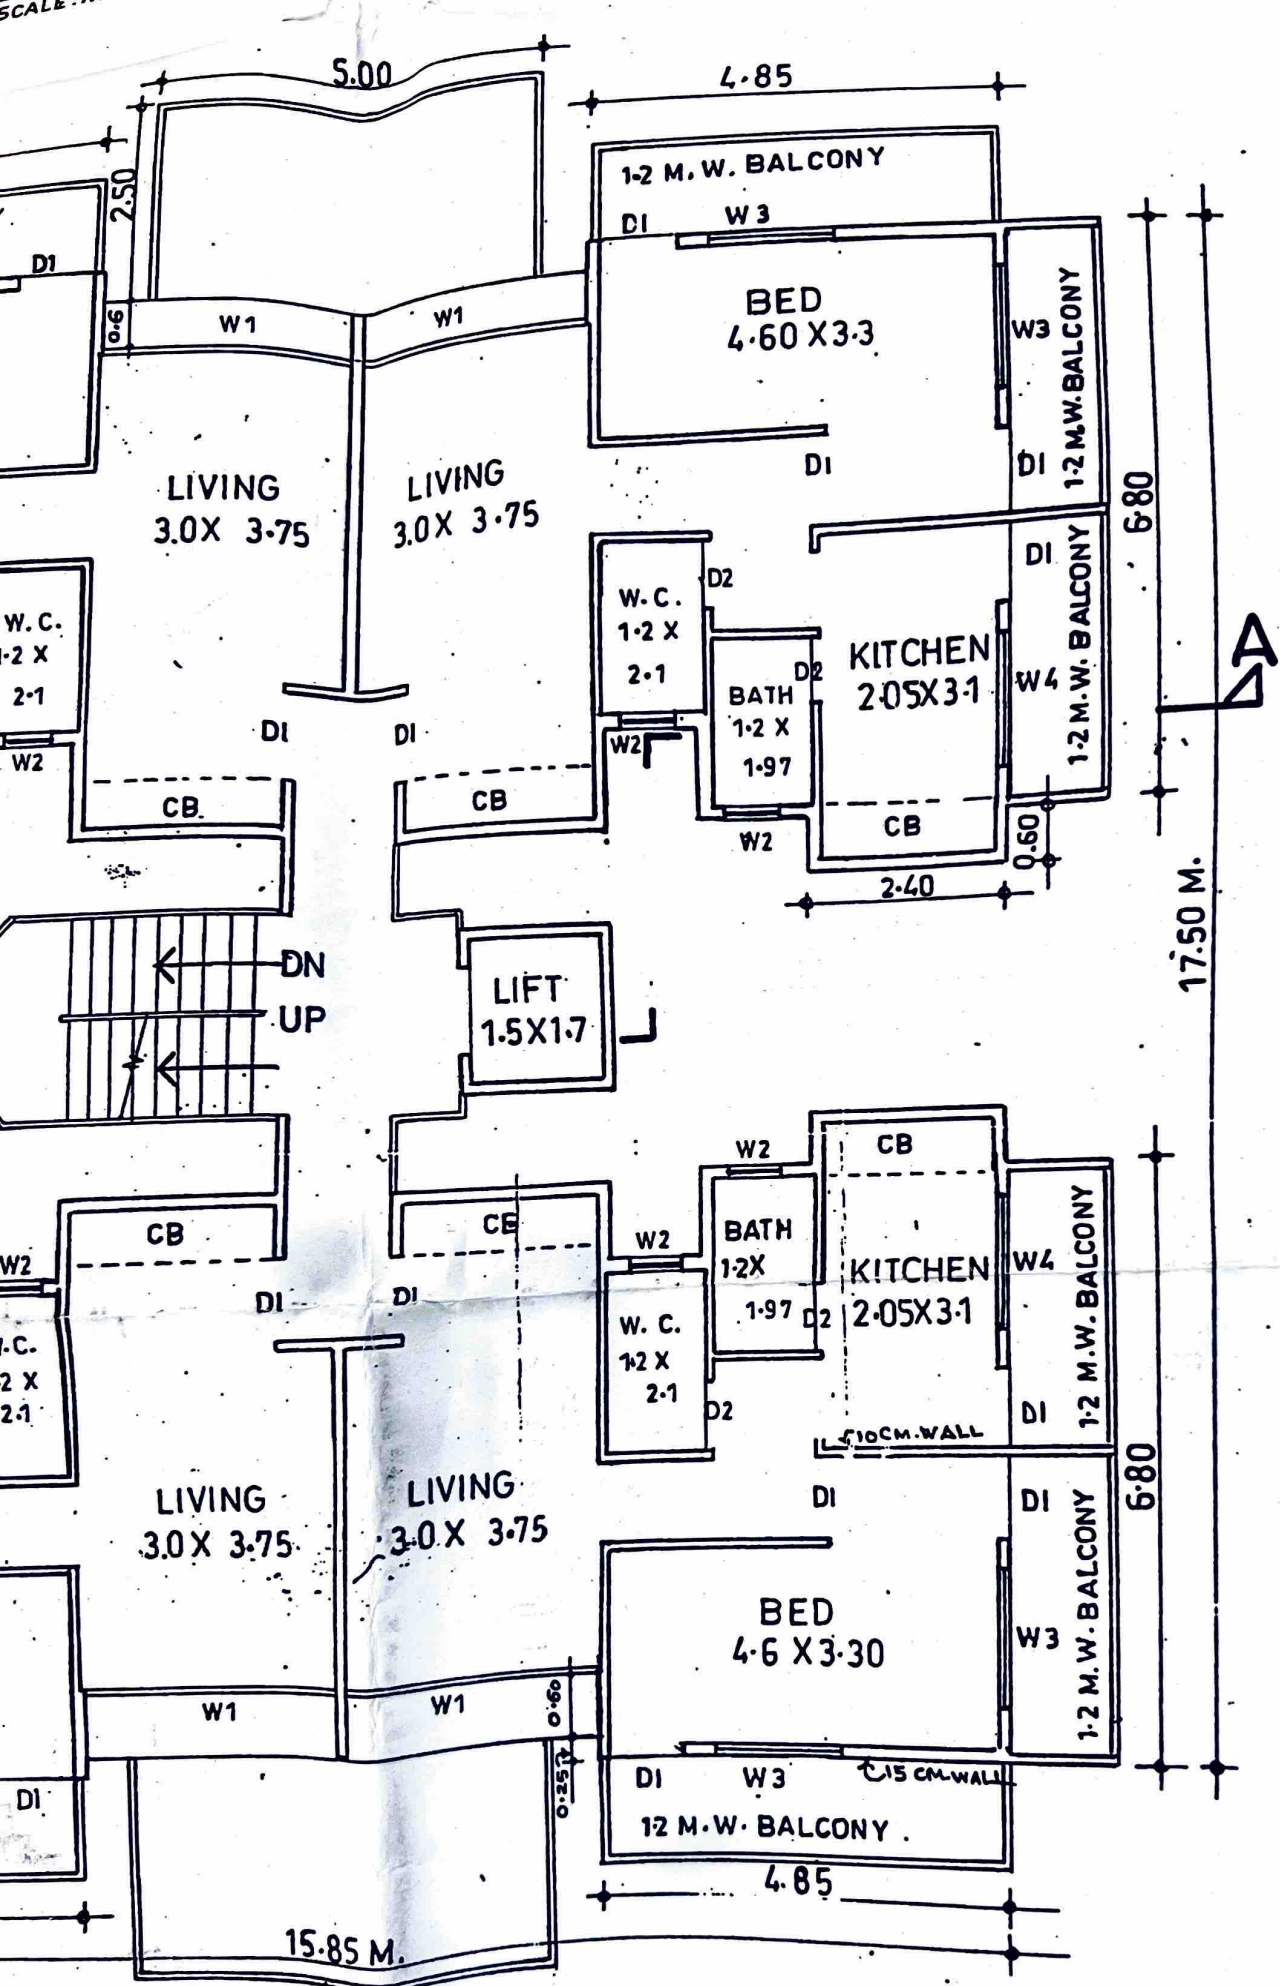 SCALE
5.00
4.85
2.50
1.2 M. W. BALCONY
D1
W3
D1
0.6
W1
W1
BED
4.60 X 3.3
W3
1.2 M.W. BALCONY
LIVING
3.0 X 3.75
LIVING
3.0 X 3.75
D1
D1
6.80
W.C.
1.2 X
2.1
W2
W.C.
1.2 X
2.1
W2
D2
BATH
1.2 X
1.97
W2
D2
KITCHEN
2.05X3.1
D1
W4
1.2 M.W. BALCONY
A
D1
D1
CB
CB
CB
0.60
2.40
17.50 M.
DN
UP
LIFT
1.5X1.7
CB
W2
CB
CB
W2
BATH
1.2X
1.97
D2
KITCHEN
2.05X3.1
W4
1.2 M.W. BALCONY
W2
D1
D1
W.C.
1.2 X
2.1
D2
.C.
2 X
2.1
D1
10 CM. WALL
LIVING
3.0 X 3.75
LIVING
3.0 X 3.75
D1
D1
6.80
BED
4.6 X 3.30
W3
1.2 M.W. BALCONY
W1
W1
0.60
0.25
D1
D1
W3
15 CM. WALL
1.2 M.W. BALCONY.
4.85
15.85 M.